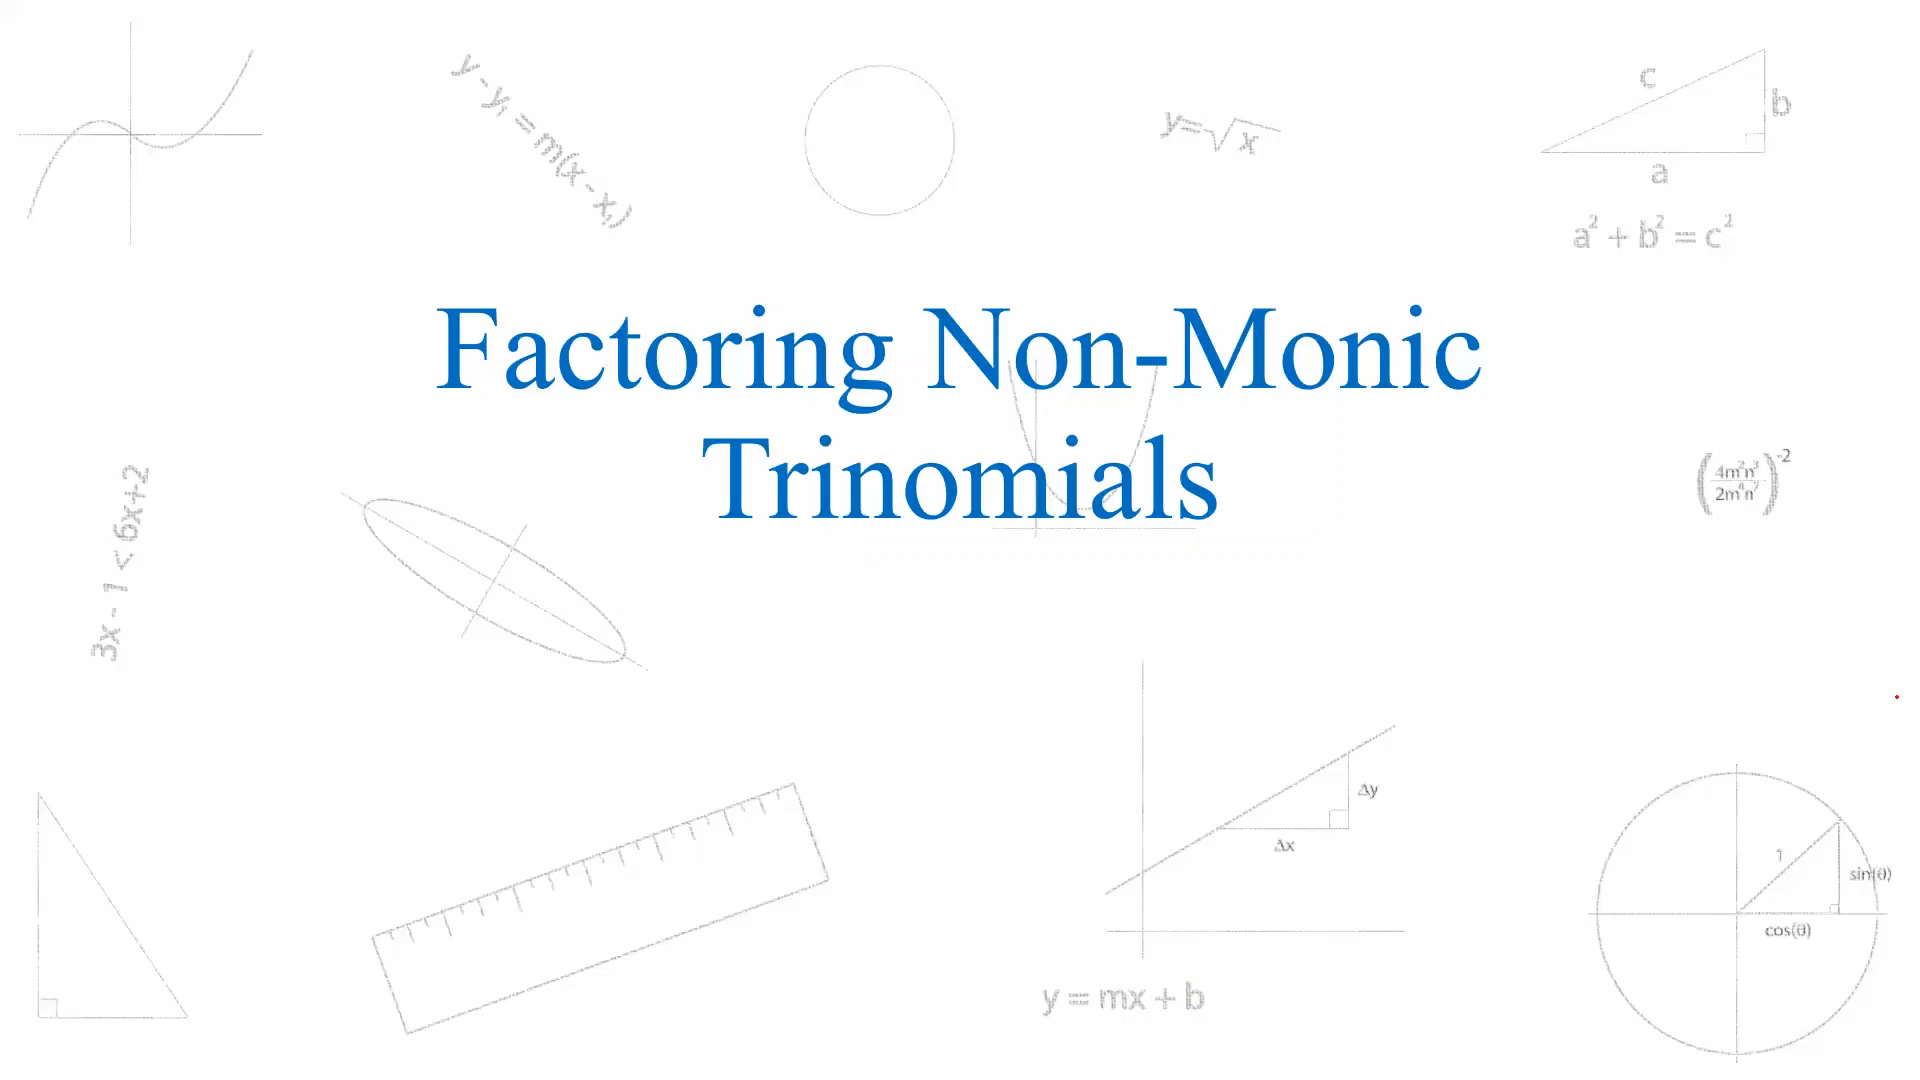 y - y₁ = m(x - x₁)
y=√x
c
b
a
a² + b² = c²
Factoring Non-Monic
Trinomials
3x - 1 < 6x+2
(4m²n³/2m⁴n⁷)⁻²
Δy
Δx
1
sin(θ)
cos(θ)
y = mx + b